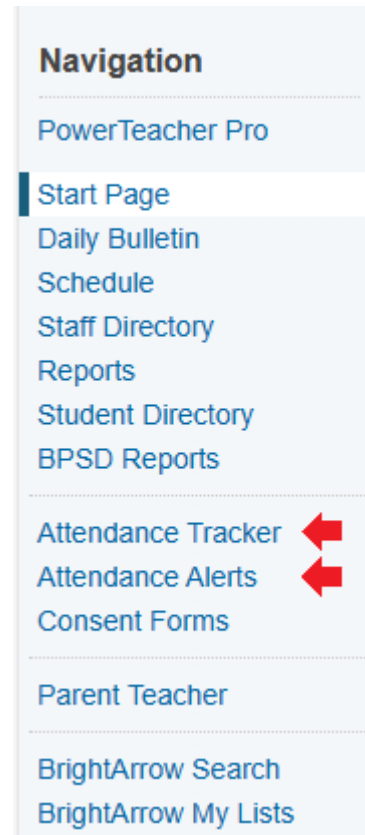 Navigation
PowerTeacher Pro
Start Page
Daily Bulletin
Schedule
Staff Directory
Reports
Student Directory
BPSD Reports
Attendance Tracker
Attendance Alerts
Consent Forms
Parent Teacher
BrightArrow Search
BrightArrow My Lists